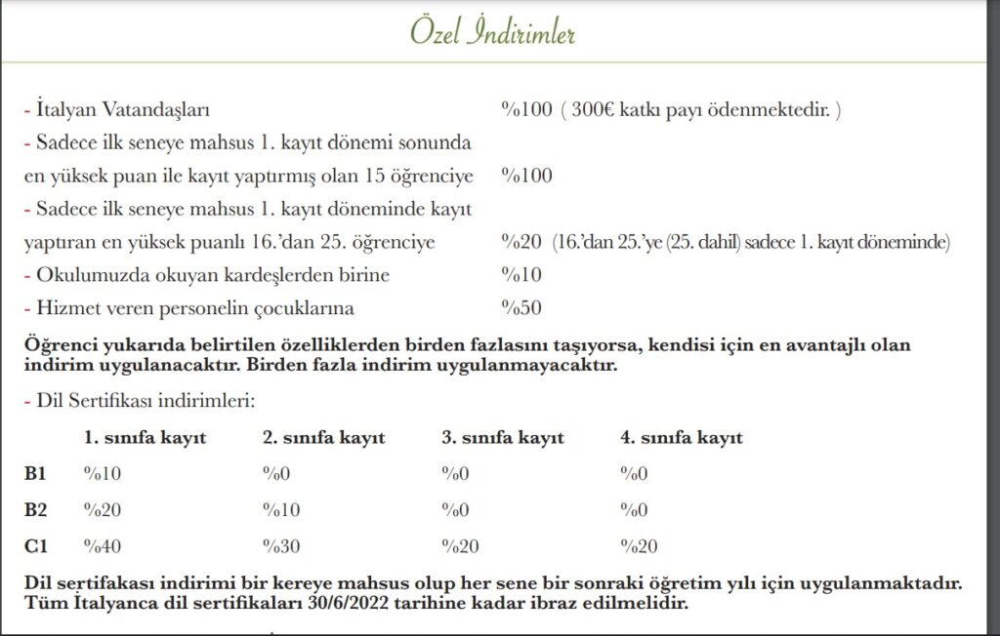 Özel İndirimler
- İtalyan Vatandaşları %100 ( 300€ katkı payı ödenmektedir. )
- Sadece ilk seneye mahsus 1. kayıt dönemi sonunda
en yüksek puan ile kayıt yaptırmış olan 15 öğrenciye %100
- Sadece ilk seneye mahsus 1. kayıt döneminde kayıt
yaptıran en yüksek puanlı 16.'dan 25. öğrenciye %20 (16.'dan 25.'ye (25. dahil) sadece 1. kayıt döneminde)
- Okulumuzda okuyan kardeşlerden birine %10
- Hizmet veren personelin çocuklarına %50
Öğrenci yukarıda belirtilen özelliklerden birden fazlasını taşıyorsa, kendisi için en avantajlı olan
indirim uygulanacaktır. Birden fazla indirim uygulanmayacaktır.
- Dil Sertifikası indirimleri:
1. sınıfa kayıt 2. sınıfa kayıt 3. sınıfa kayıt 4. sınıfa kayıt
B1 %10 %0 %0 %0
B2 %20 %10 %0 %0
C1 %40 %30 %20 %20
Dil sertifakası indirimi bir kereye mahsus olup her sene bir sonraki öğretim yılı için uygulanmaktadır.
Tüm İtalyanca dil sertifikaları 30/6/2022 tarihine kadar ibraz edilmelidir.